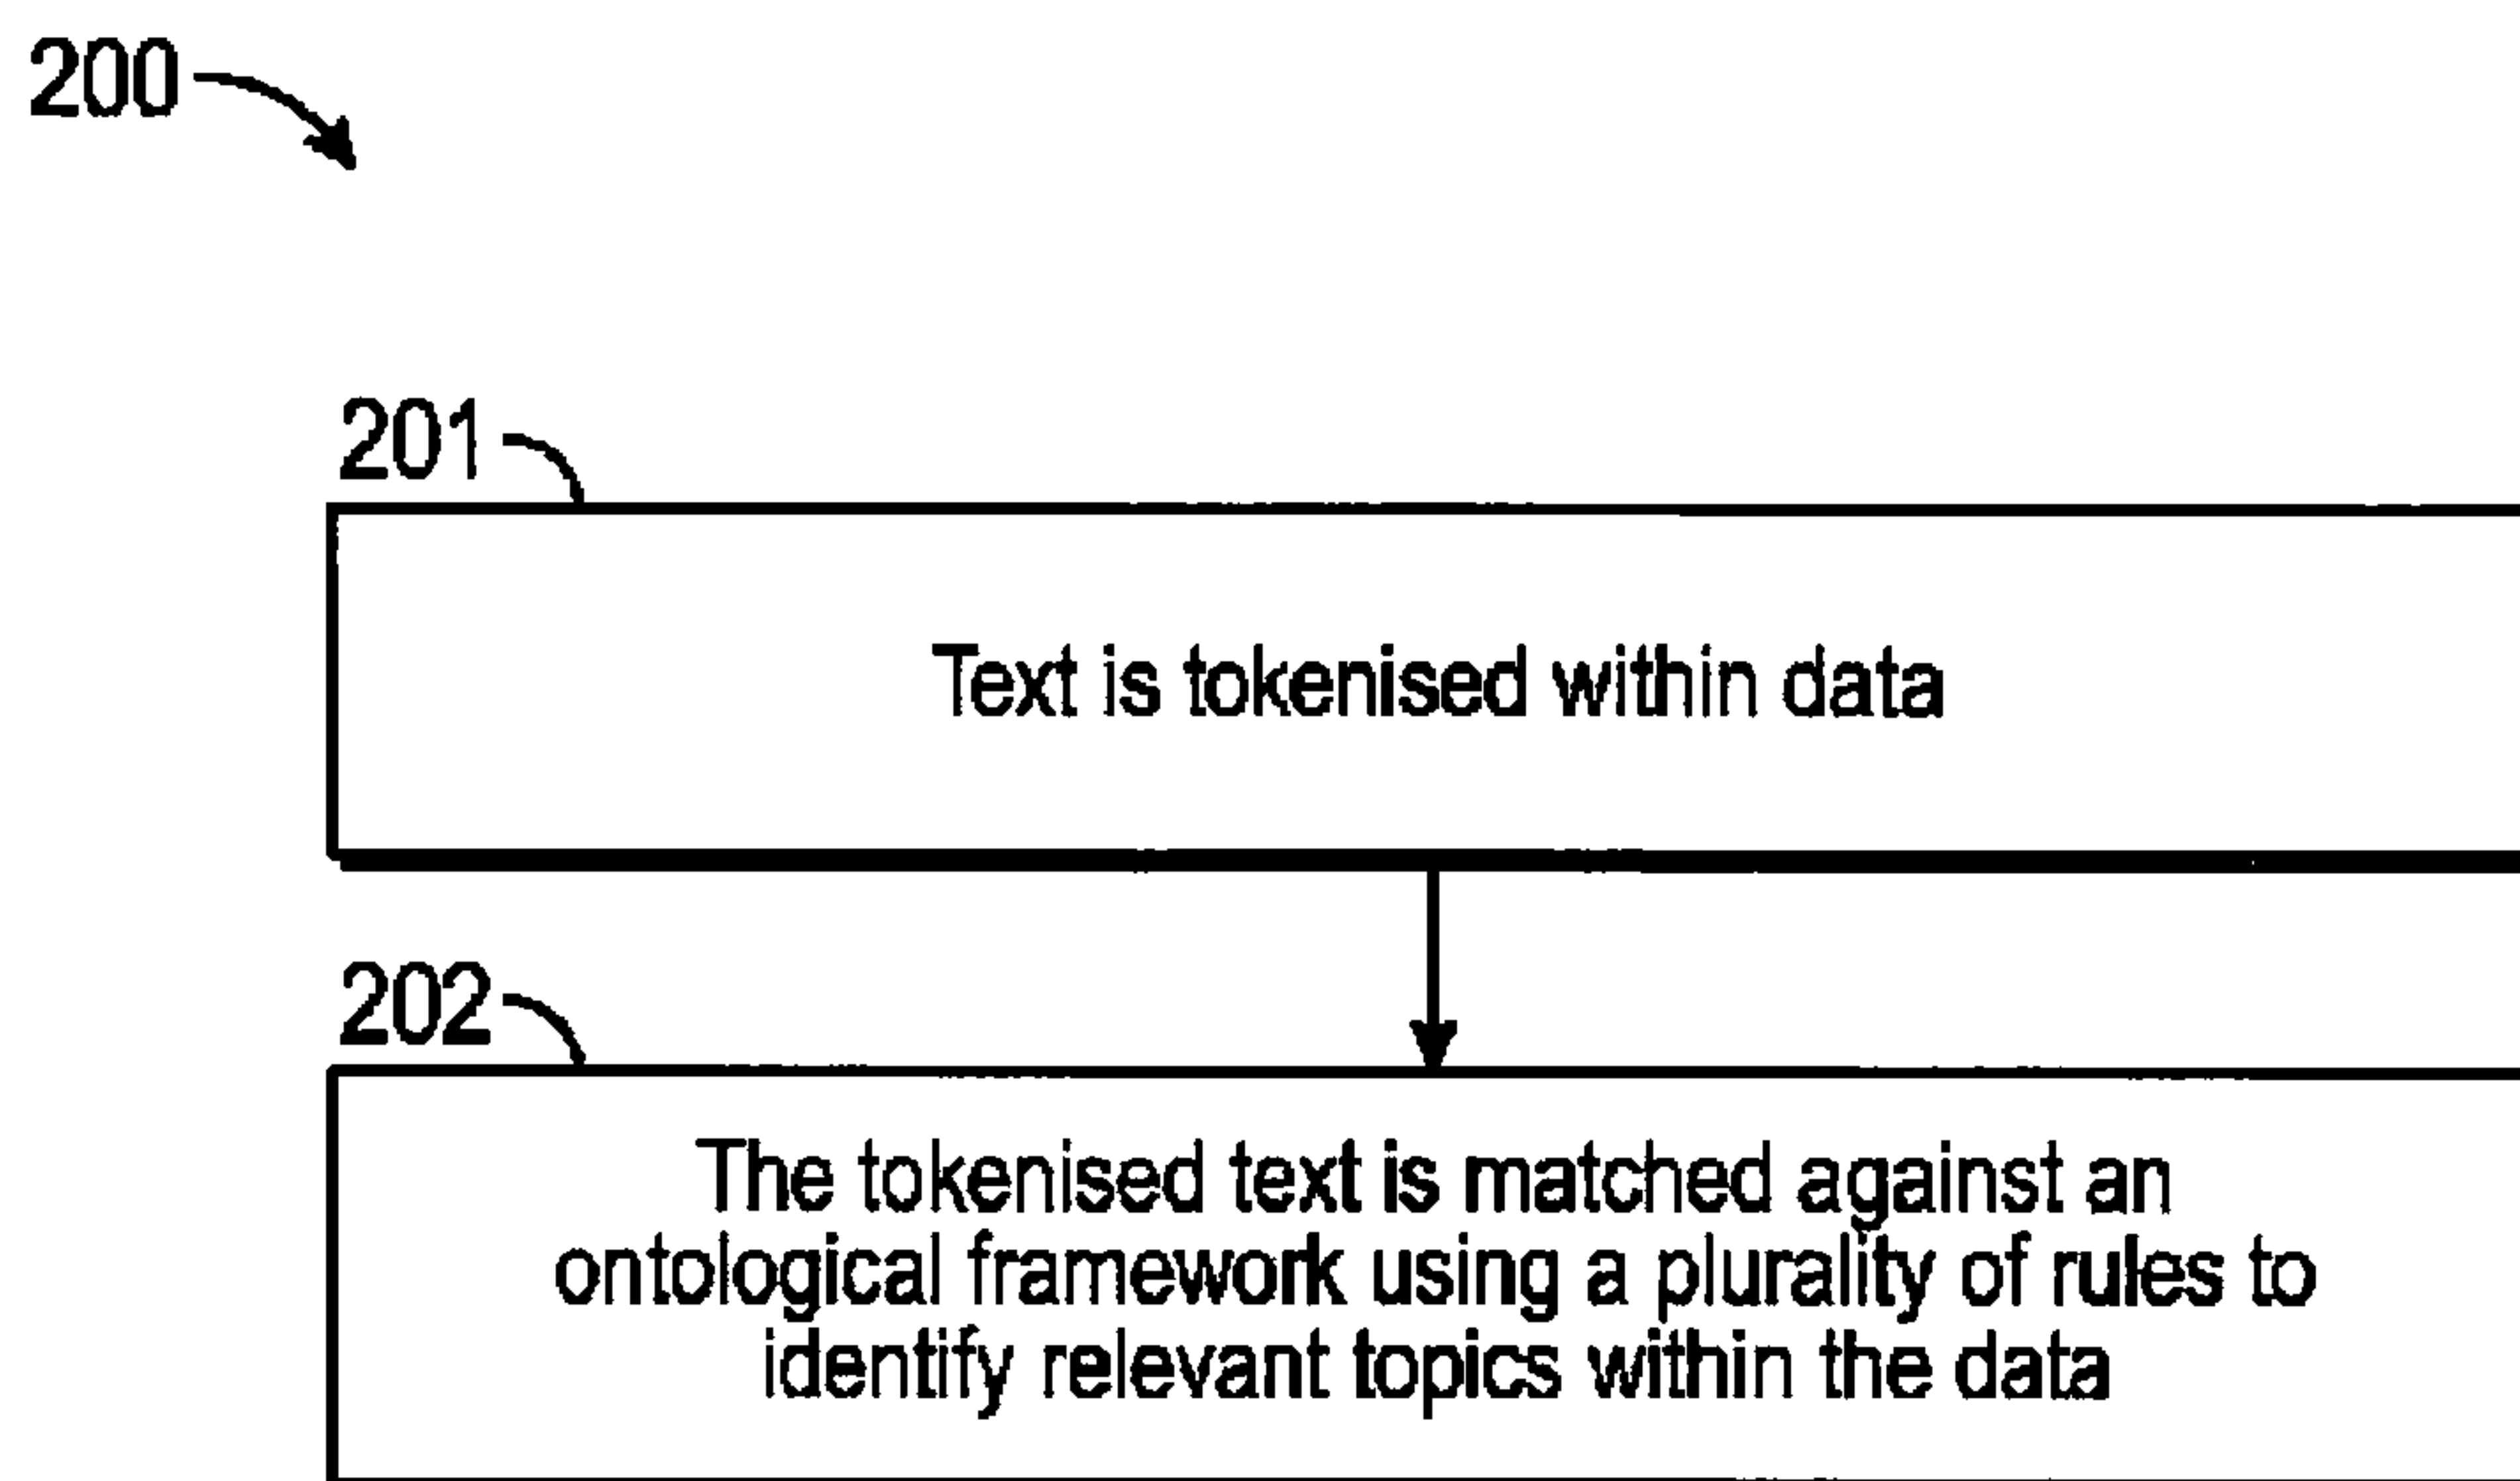 200
201
Text is tokenised within data
202
The tokenised text is matched against an
ontological framework using a plurality of rules to
identify relevant topics within the data